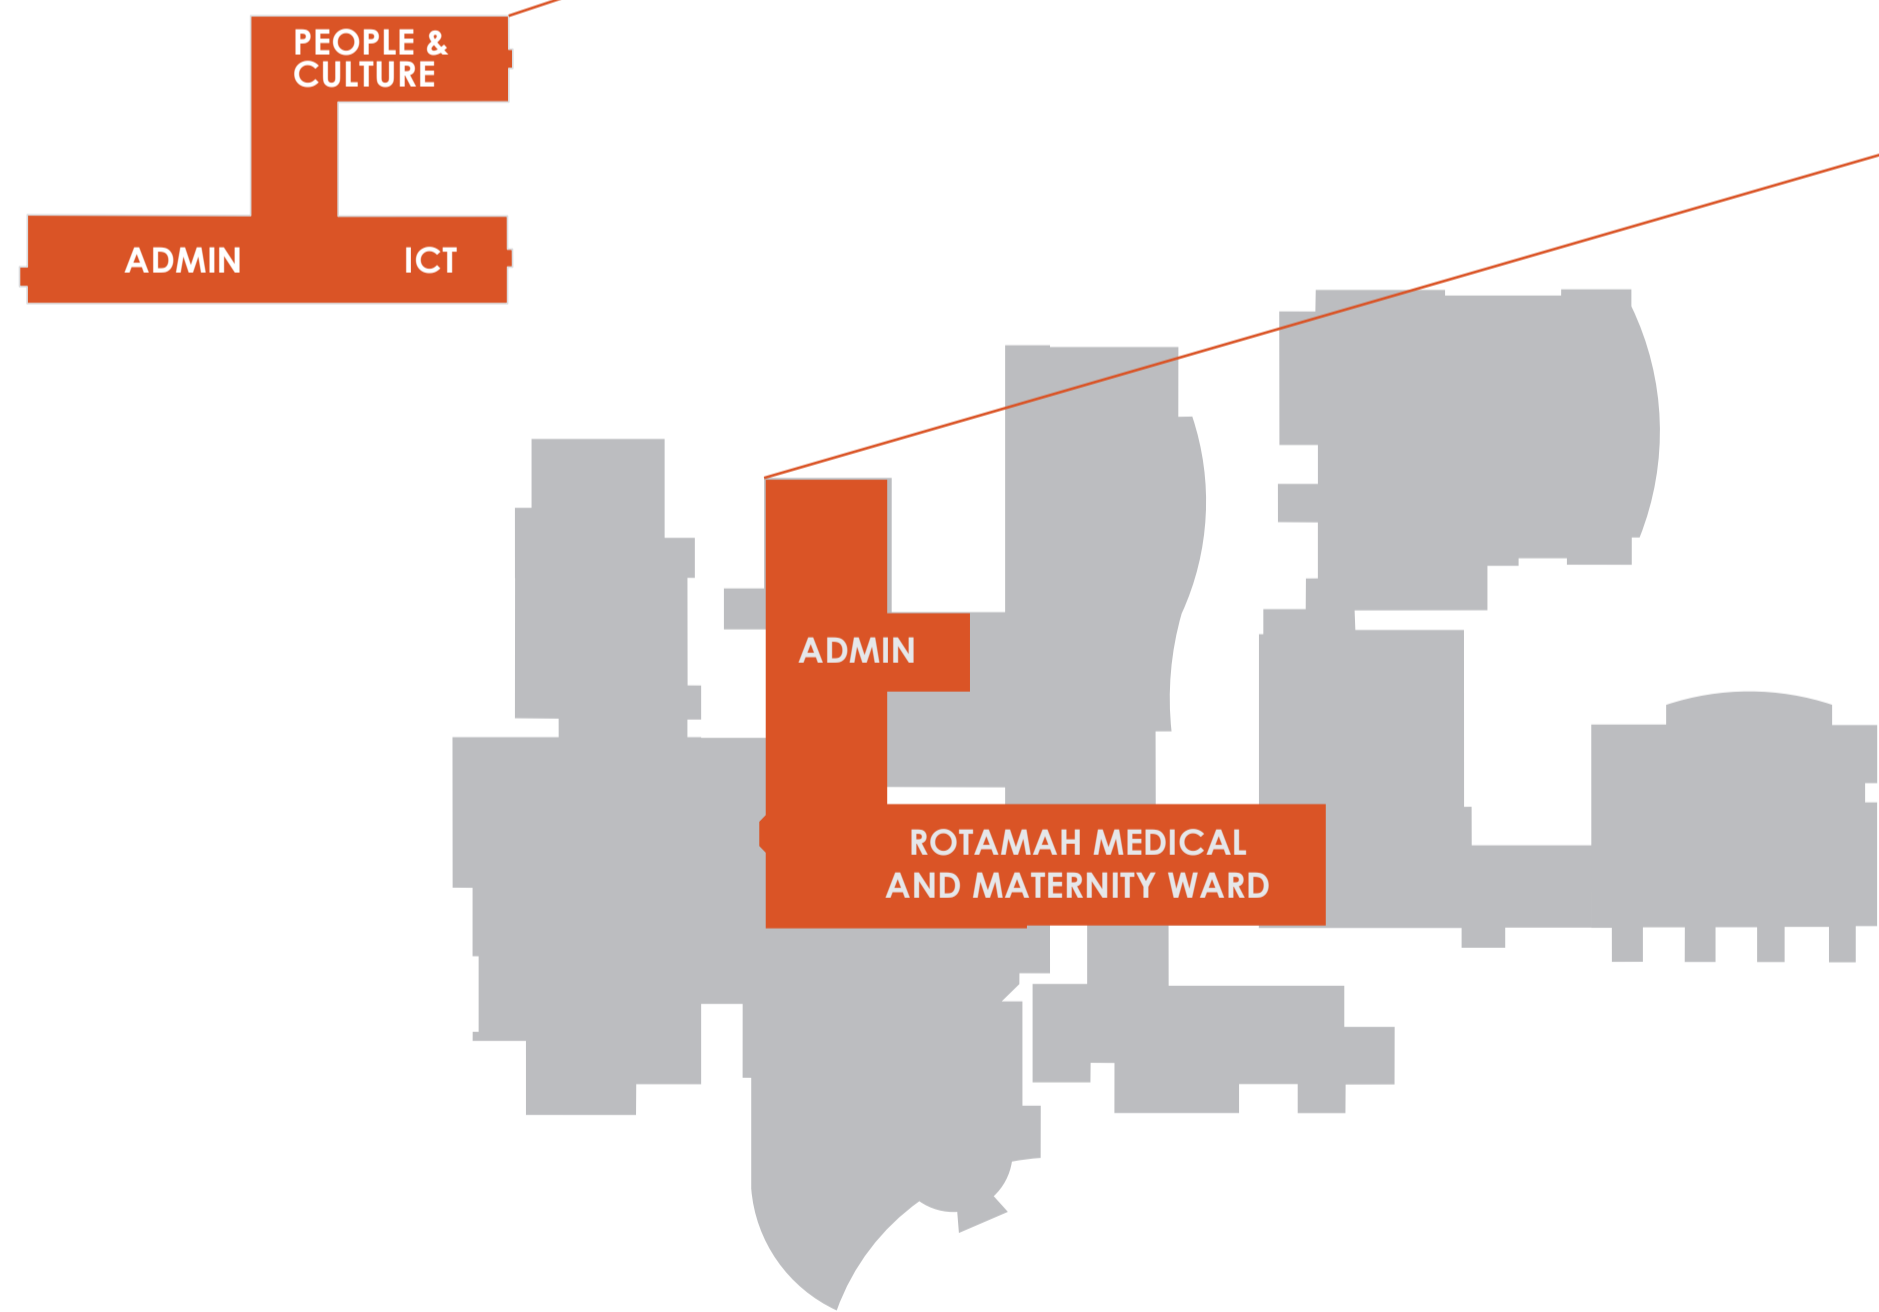 PEOPLE &
CULTURE
ADMIN
ICT
ADMIN
ROTAMAH MEDICAL
AND MATERNITY WARD